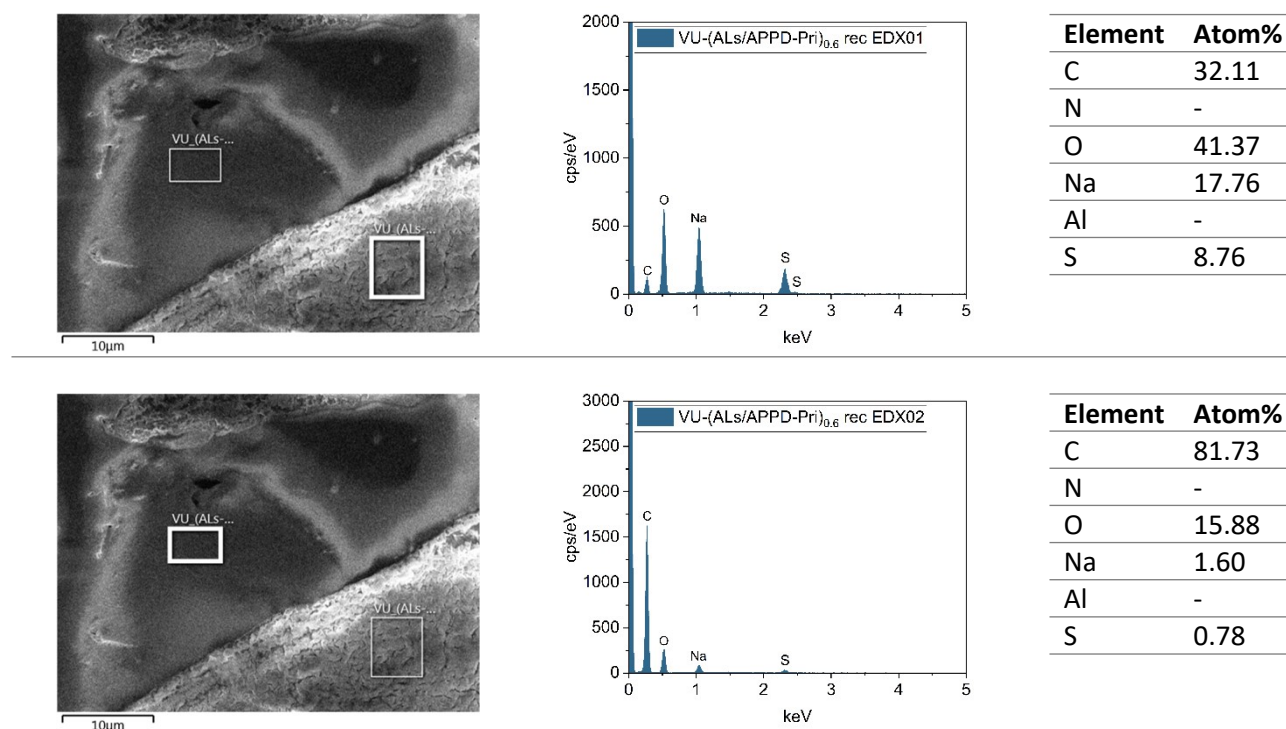 VU_(ALs-...
VU_(ALs-...
10µm
2000
1500
1000
500
0
cps/eV
VU-(ALs/APPD-Pri)0.6 rec EDX01
C
O
Na
S
S
0 1 2 3 4 5
keV
Element Atom%
C 32.11
N -
O 41.37
Na 17.76
Al -
S 8.76
VU_(ALs-...
VU_(ALs-...
10µm
3000
2500
2000
1500
1000
500
0
cps/eV
VU-(ALs/APPD-Pri)0.6 rec EDX02
C
O
Na
S
0 1 2 3 4 5
keV
Element Atom%
C 81.73
N -
O 15.88
Na 1.60
Al -
S 0.78